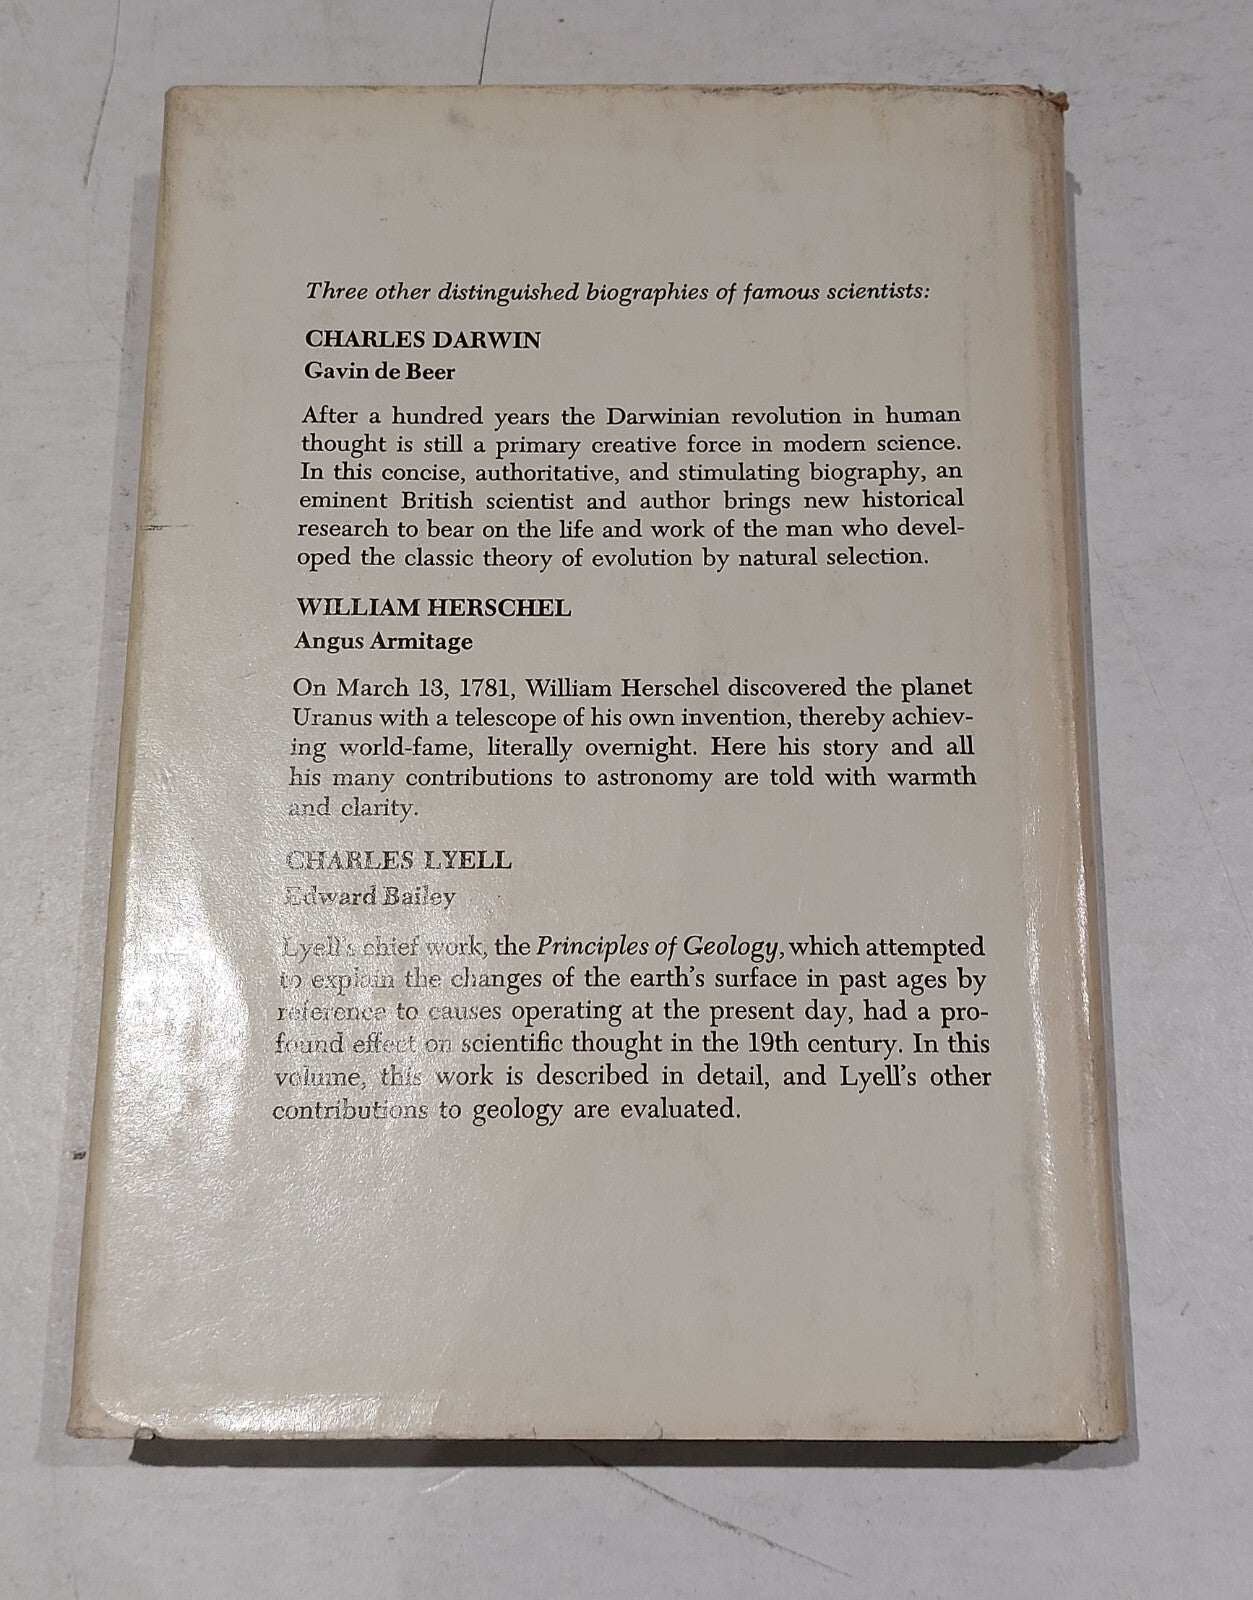 Three other distinguished biographies of famous scientists:
CHARLES DARWIN
Gavin de Beer
After a hundred years the Darwinian revolution in human
thought is still a primary creative force in modern science.
In this concise, authoritative, and stimulating biography, an
eminent British scientist and author brings new historical
research to bear on the life and work of the man who devel-
oped the classic theory of evolution by natural selection.
WILLIAM HERSCHEL
Angus Armitage
On March 13, 1781, William Herschel discovered the planet
Uranus with a telescope of his own invention, thereby achiev-
ing world-fame, literally overnight. Here his story and all
his many contributions to astronomy are told with warmth
and clarity.
CHARLES LYELL
Edward Bailey
Lyell's chief work, the Principles of Geology, which attempted
to explain the changes of the earth's surface in past ages by
reference to causes operating at the present day, had a pro-
found effect on scientific thought in the 19th century. In this
volume, this work is described in detail, and Lyell's other
contributions to geology are evaluated.